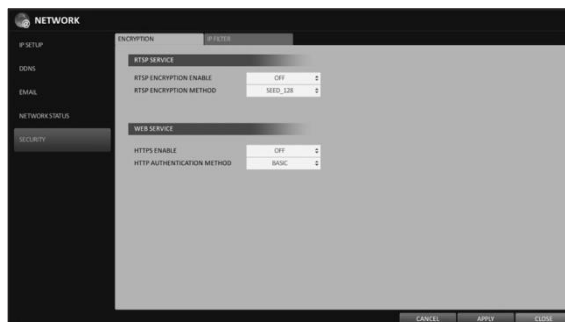 NETWORK
IP SETUP
DDNS
EMAIL
NETWORK STATUS
SECURITY
ENCRYPTION
IP FILTER
RTSP SERVICE
RTSP ENCRYPTION ENABLE OFF
RTSP ENCRYPTION METHOD SEED_128
WEB SERVICE
HTTPS ENABLE OFF
HTTP AUTHENTICATION METHOD BASIC
CANCEL APPLY CLOSE